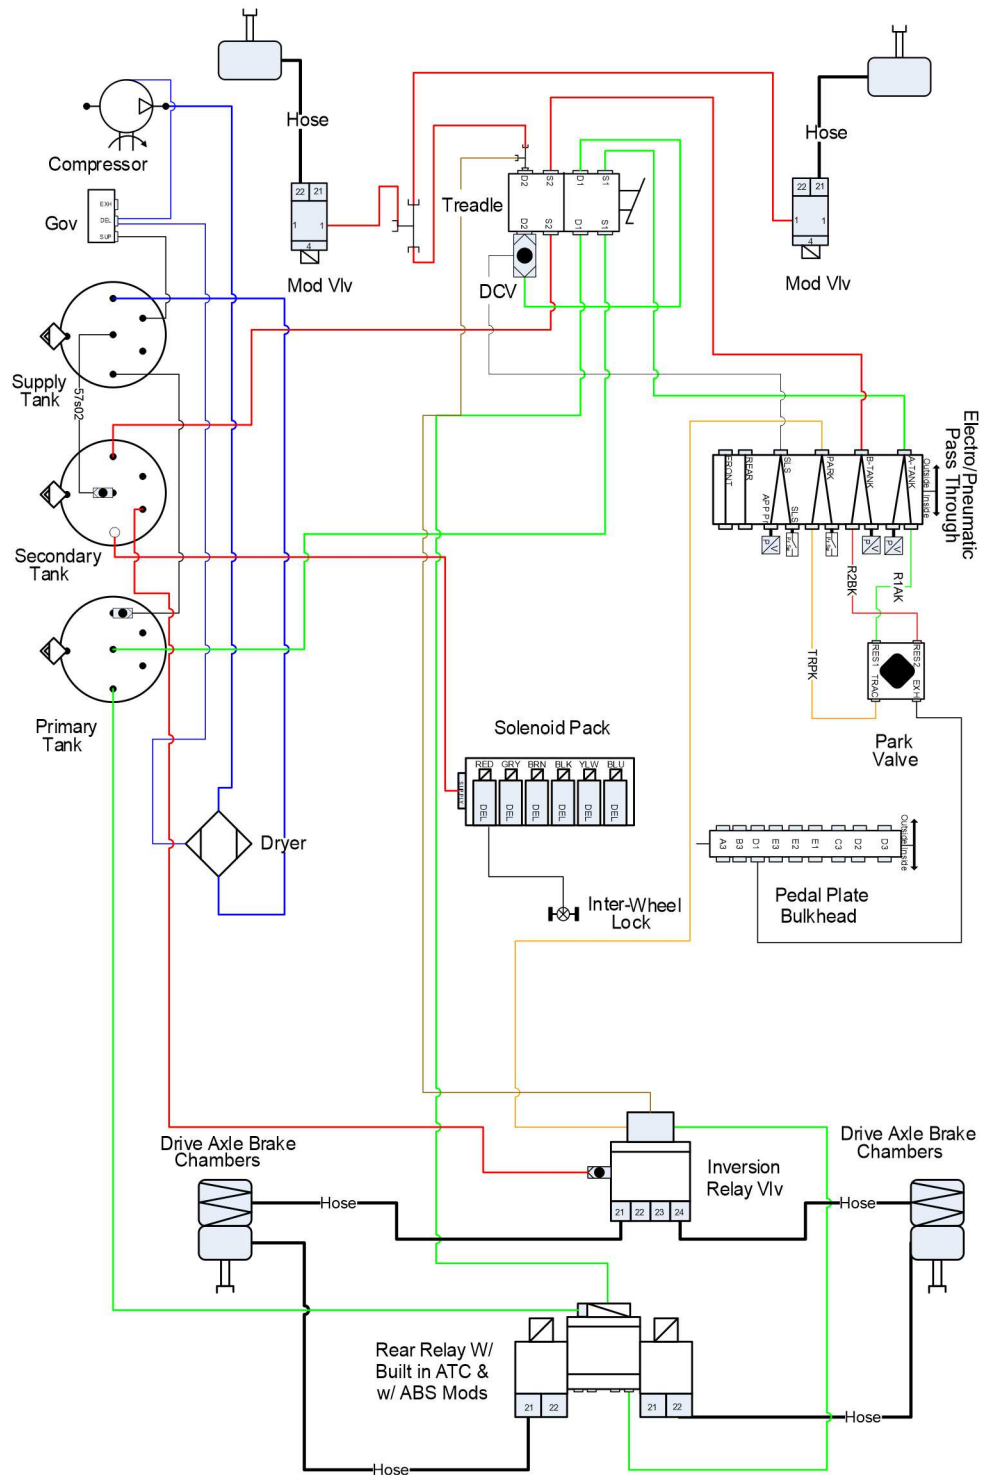 Hose
Hose
Compressor
22 21
1 1
4
Mod Vlv
22 21
1 1
4
Mod Vlv
EXH
DEL
SUP
Gov
D2 S2 D1 S1
D2 S2 D1 S1
Treadle
DCV
Supply
Tank
57s02
Secondary
Tank
Primary
Tank
Electro/Pneumatic
Pass Through
FRONT
REAR
SLS
PARK
B-TANK
A-TANK
Outside
Inside
SLS
P V
P V
P V
R2BK
R1AK
TRPK
RES1
RES2
TRAC
EXH
Park
Valve
Solenoid Pack
RED GRY BRN BLK YLW BLU
SUPPLY
DEL DEL DEL DEL DEL DEL
Dryer
Inter-Wheel
Lock
A3 B3 D1 E3 E2 E1 C3 D2 D3
Outside
Inside
Pedal Plate
Bulkhead
Drive Axle Brake
Chambers
Drive Axle Brake
Chambers
Inversion
Relay Vlv
21 22 23 24
Hose
Hose
Rear Relay W/
Built in ATC &
w/ ABS Mods
21 22
21 22
Hose
Hose